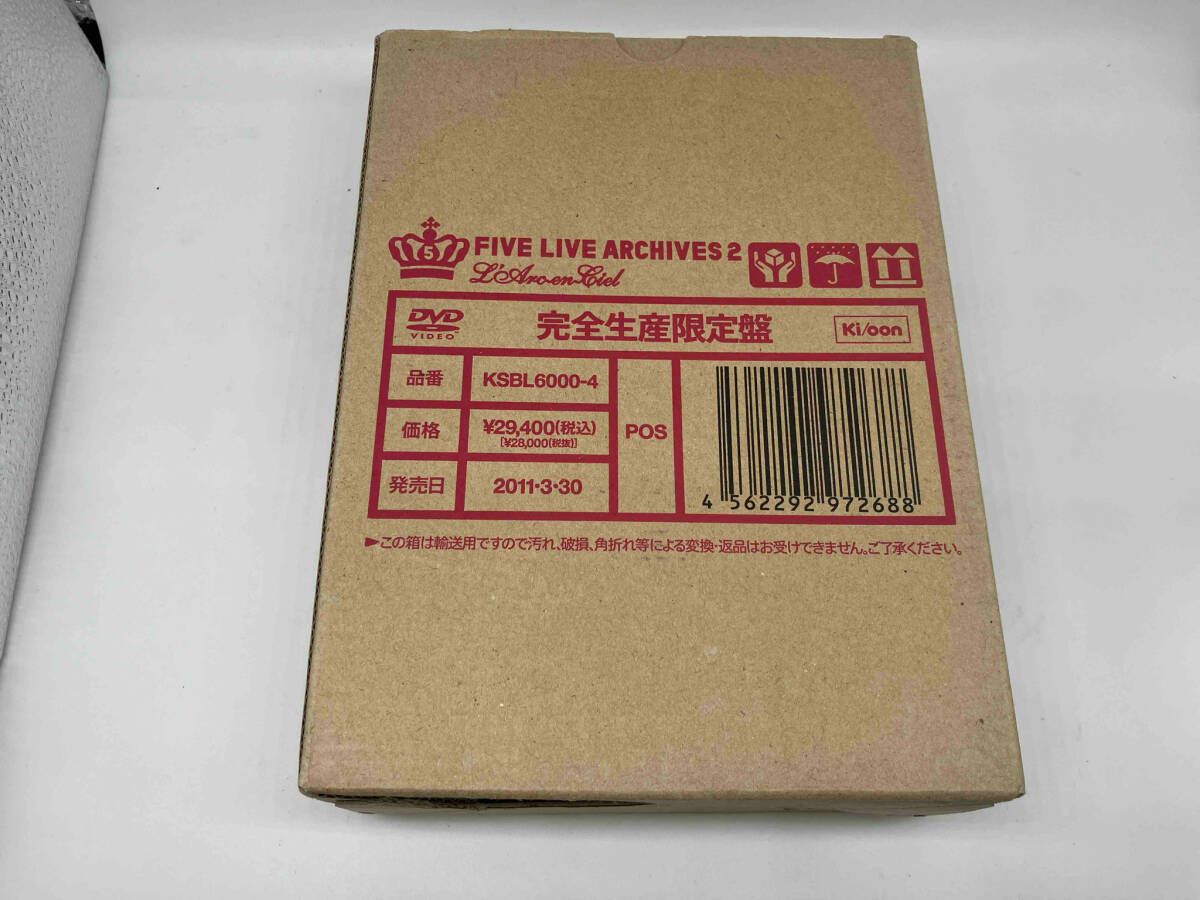 5
FIVE LIVE ARCHIVES 2
L'Arc~en~Ciel
DVD
VIDEO
完全生産限定盤
Ki/oon
品番
KSBL6000-4
価格
¥29,400(税込)
[¥28,000(税抜)]
発売日
2011・3・30
POS
4 562292 972688
►この箱は輸送用ですので汚れ、破損、角折れ等による変換・返品はお受けできません。ご了承ください。